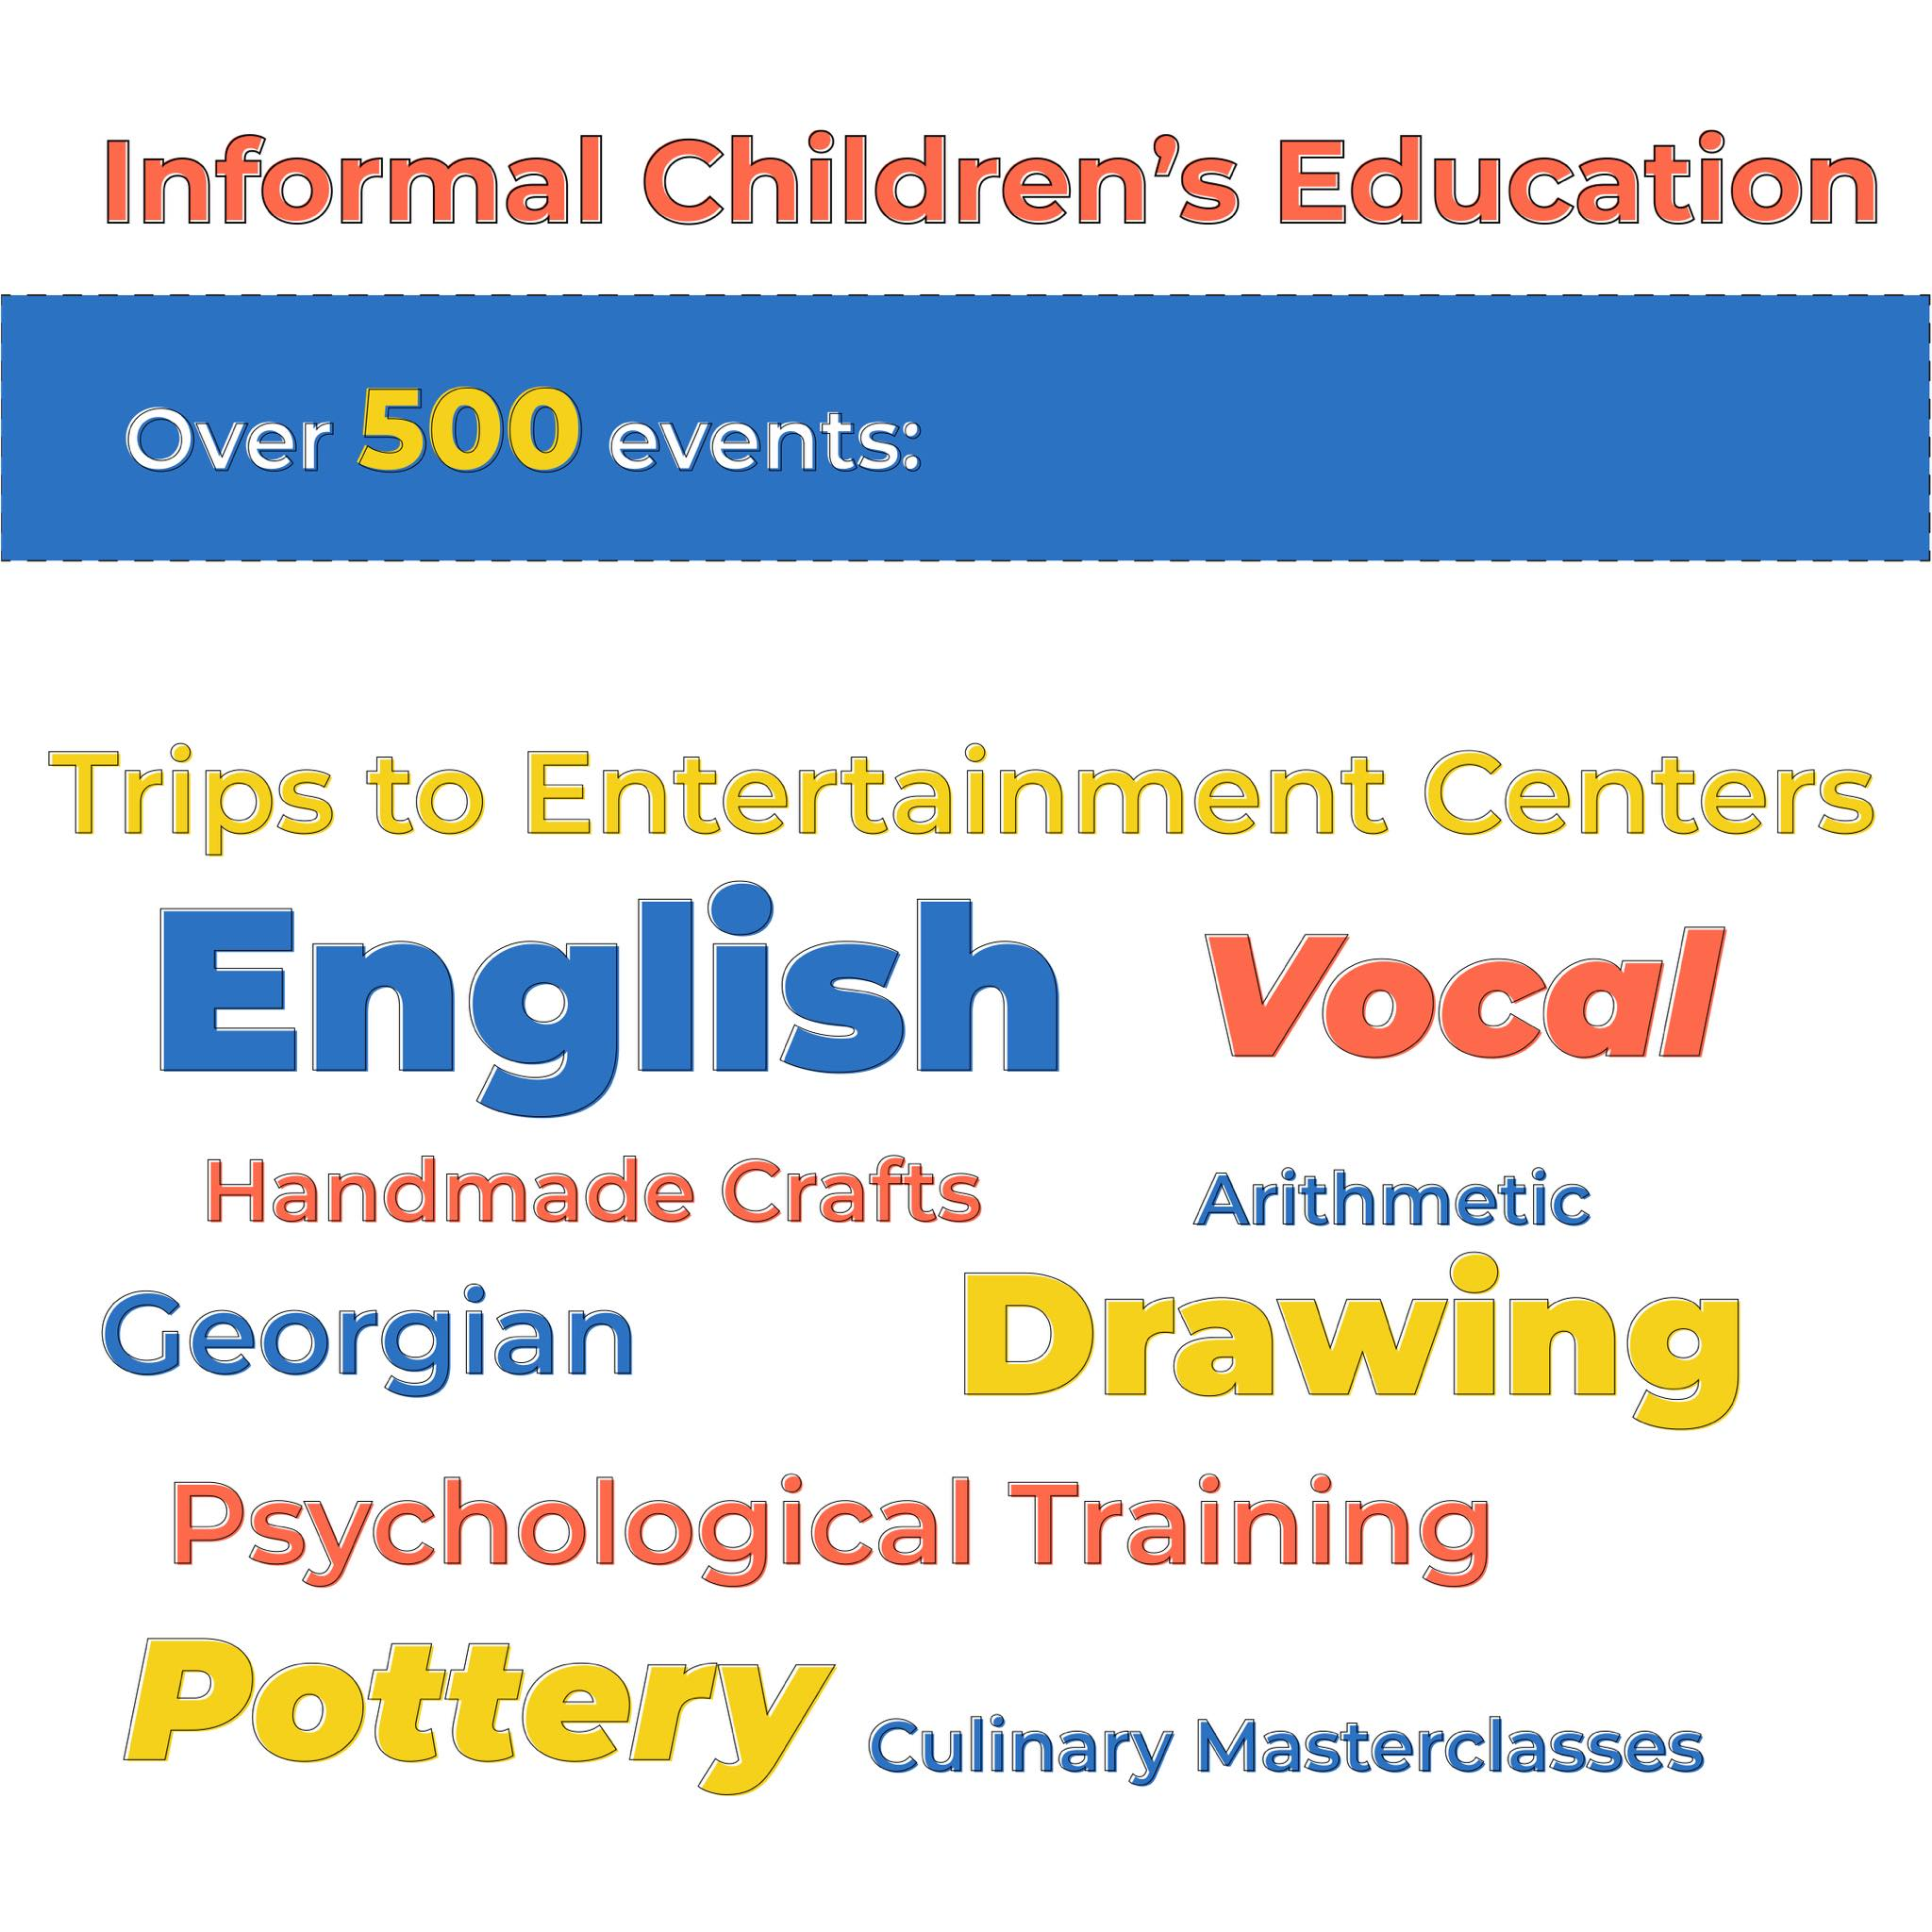 Informal Children’s Education
Over 500 events:
Trips to Entertainment Centers
English
Vocal
Handmade Crafts
Arithmetic
Georgian
Drawing
Psychological Training
Pottery
Culinary Masterclasses